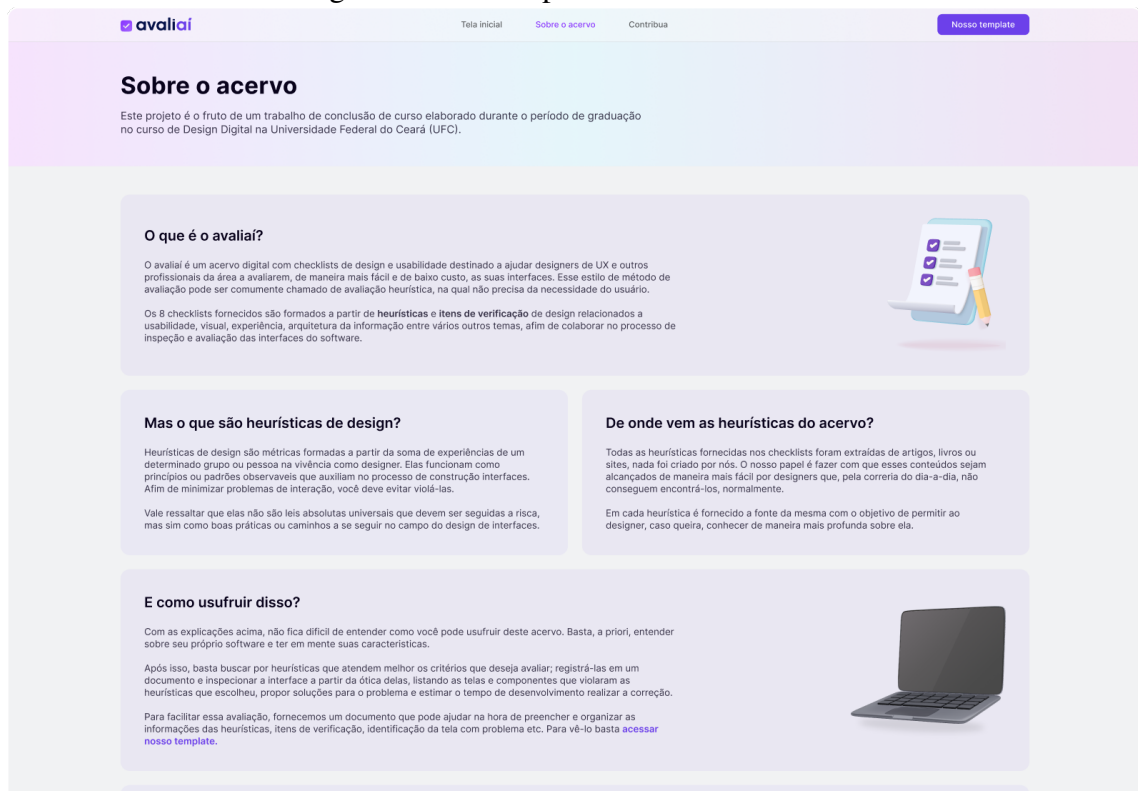 avaliaí
Tela inicial
Sobre o acervo
Contribua
Nosso template
Sobre o acervo
Este projeto é o fruto de um trabalho de conclusão de curso elaborado durante o período de graduação
no curso de Design Digital na Universidade Federal do Ceará (UFC).
O que é o avaliaí?
O avaliaí é um acervo digital com checklists de design e usabilidade destinado a ajudar designers de UX e outros
profissionais da área a avaliarem, de maneira mais fácil e de baixo custo, as suas interfaces. Esse estilo de método de
avaliação pode ser comumente chamado de avaliação heurística, na qual não precisa da necessidade do usuário.
Os 8 checklists fornecidos são formados a partir de heurísticas e itens de verificação de design relacionados a
usabilidade, visual, experiência, arquitetura da informação entre vários outros temas, afim de colaborar no processo de
inspeção e avaliação das interfaces do software.
Mas o que são heurísticas de design?
Heurísticas de design são métricas formadas a partir da soma de experiências de um
determinado grupo ou pessoa na vivência como designer. Elas funcionam como
princípios ou padrões observaveis que auxiliam no processo de construção interfaces.
Afim de minimizar problemas de interação, você deve evitar violá-las.
Vale ressaltar que elas não são leis absolutas universais que devem ser seguidas a risca,
mas sim como boas práticas ou caminhos a se seguir no campo do design de interfaces.
De onde vem as heurísticas do acervo?
Todas as heurísticas fornecidas nos checklists foram extraídas de artigos, livros ou
sites, nada foi criado por nós. O nosso papel é fazer com que esses conteúdos sejam
alcançados de maneira mais fácil por designers que, pela correria do dia-a-dia, não
conseguem encontrá-los, normalmente.
Em cada heurística é fornecido a fonte da mesma com o objetivo de permitir ao
designer, caso queira, conhecer de maneira mais profunda sobre ela.
E como usufruir disso?
Com as explicações acima, não fica dificil de entender como você pode usufruir deste acervo. Basta, a priori, entender
sobre seu próprio software e ter em mente suas caracteristicas.
Após isso, basta buscar por heurísticas que atendem melhor os critérios que deseja avaliar; registrá-las em um
documento e inspecionar a interface a partir da ótica delas, listando as telas e componentes que violaram as
heurísticas que escolheu, propor soluções para o problema e estimar o tempo de desenvolvimento realizar a correção.
Para facilitar essa avaliação, fornecemos um documento que pode ajudar na hora de preencher e organizar as
informações das heurísticas, itens de verificação, identificação da tela com problema etc. Para vê-lo basta acessar
nosso template.